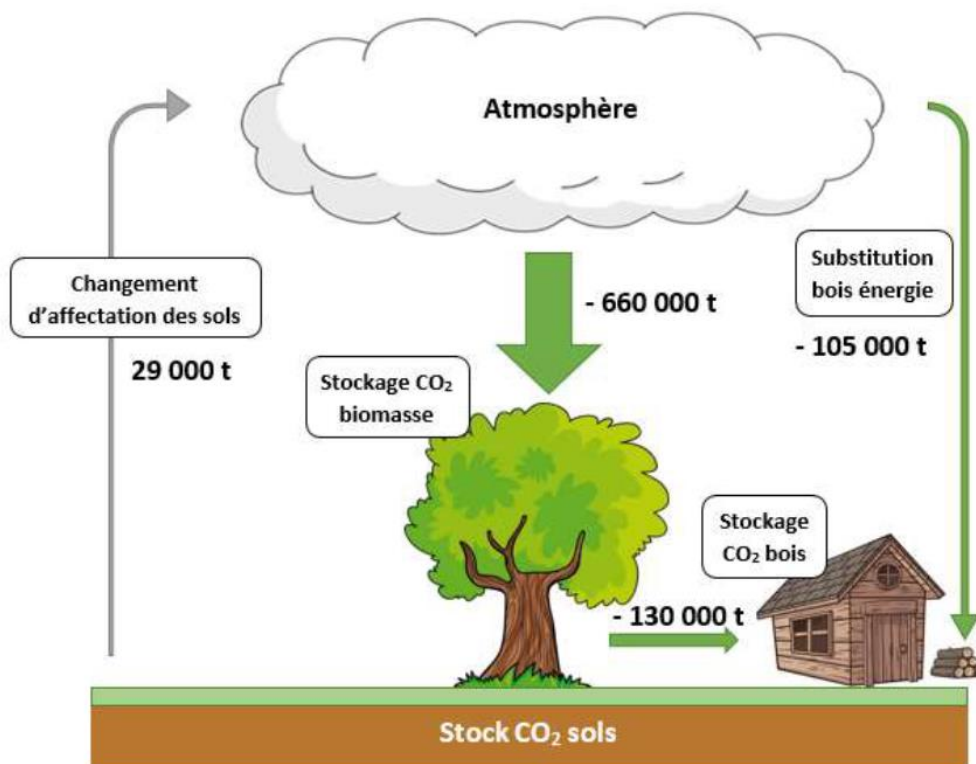 Atmosphère
Changement
d'affectation des sols
29 000 t
- 660 000 t
Substitution
bois énergie
- 105 000 t
Stockage CO₂
biomasse
Stockage
CO₂ bois
- 130 000 t
Stock CO₂ sols